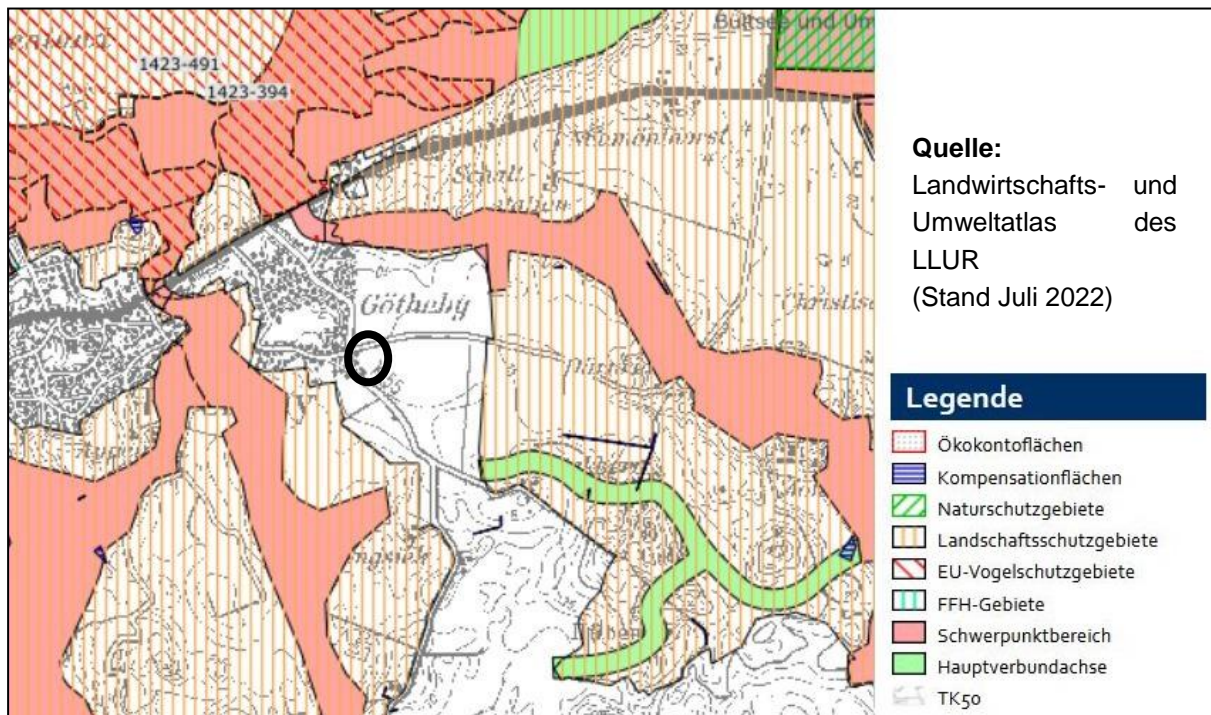 1423-491
1423-394
Götheby
Quelle:
Landwirtschafts- und
Umweltatlas des
LLUR
(Stand Juli 2022)
Legende
Ökokontoflächen
Kompensationflächen
Naturschutzgebiete
Landschaftsschutzgebiete
EU-Vogelschutzgebiete
FFH-Gebiete
Schwerpunktbereich
Hauptverbundachse
TK50